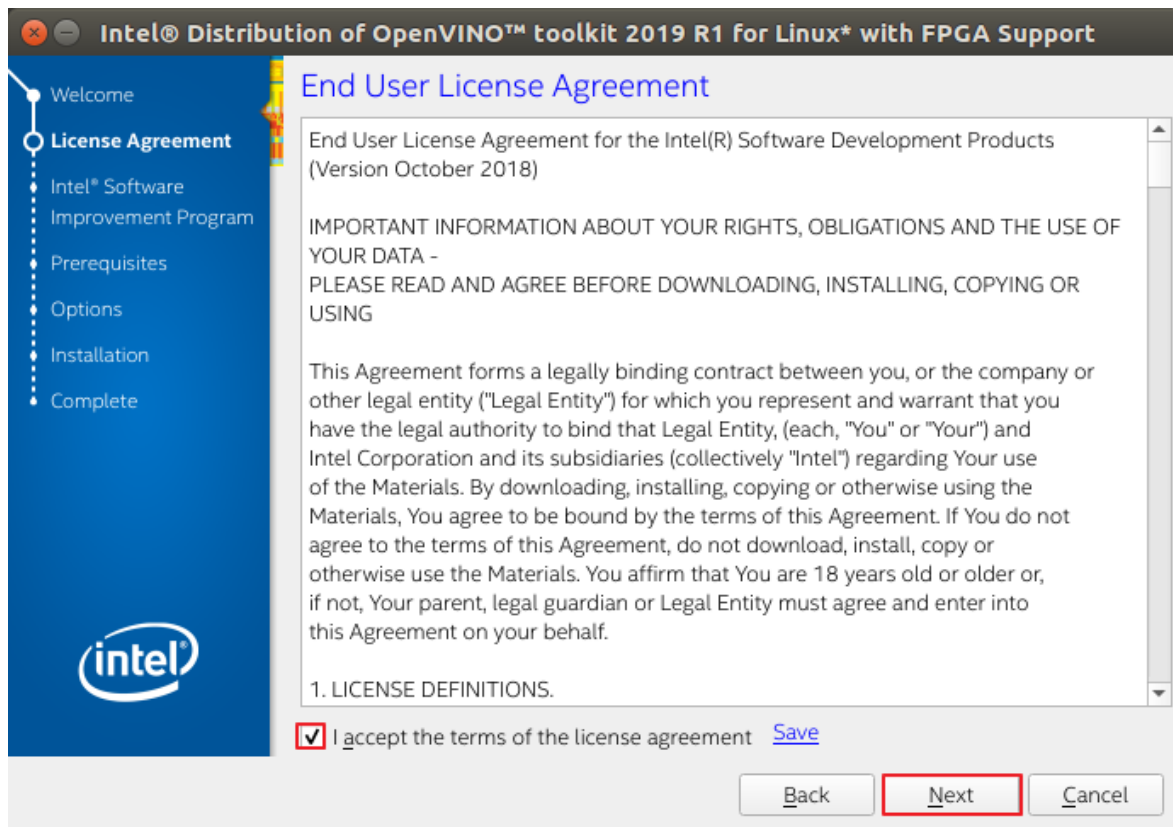 Intel® Distribution of OpenVINO™ toolkit 2019 R1 for Linux* with FPGA Support
Welcome
License Agreement
Intel® Software
Improvement Program
Prerequisites
Options
Installation
Complete
intel®
End User License Agreement
End User License Agreement for the Intel(R) Software Development Products
(Version October 2018)
IMPORTANT INFORMATION ABOUT YOUR RIGHTS, OBLIGATIONS AND THE USE OF
YOUR DATA –
PLEASE READ AND AGREE BEFORE DOWNLOADING, INSTALLING, COPYING OR
USING
This Agreement forms a legally binding contract between you, or the company or
other legal entity ("Legal Entity") for which you represent and warrant that you
have the legal authority to bind that Legal Entity, (each, "You" or "Your") and
Intel Corporation and its subsidiaries (collectively "Intel") regarding Your use
of the Materials. By downloading, installing, copying or otherwise using the
Materials, You agree to be bound by the terms of this Agreement. If You do not
agree to the terms of this Agreement, do not download, install, copy or
otherwise use the Materials. You affirm that You are 18 years old or older or,
if not, Your parent, legal guardian or Legal Entity must agree and enter into
this Agreement on your behalf.
1. LICENSE DEFINITIONS.
I accept the terms of the license agreement Save
Back Next Cancel